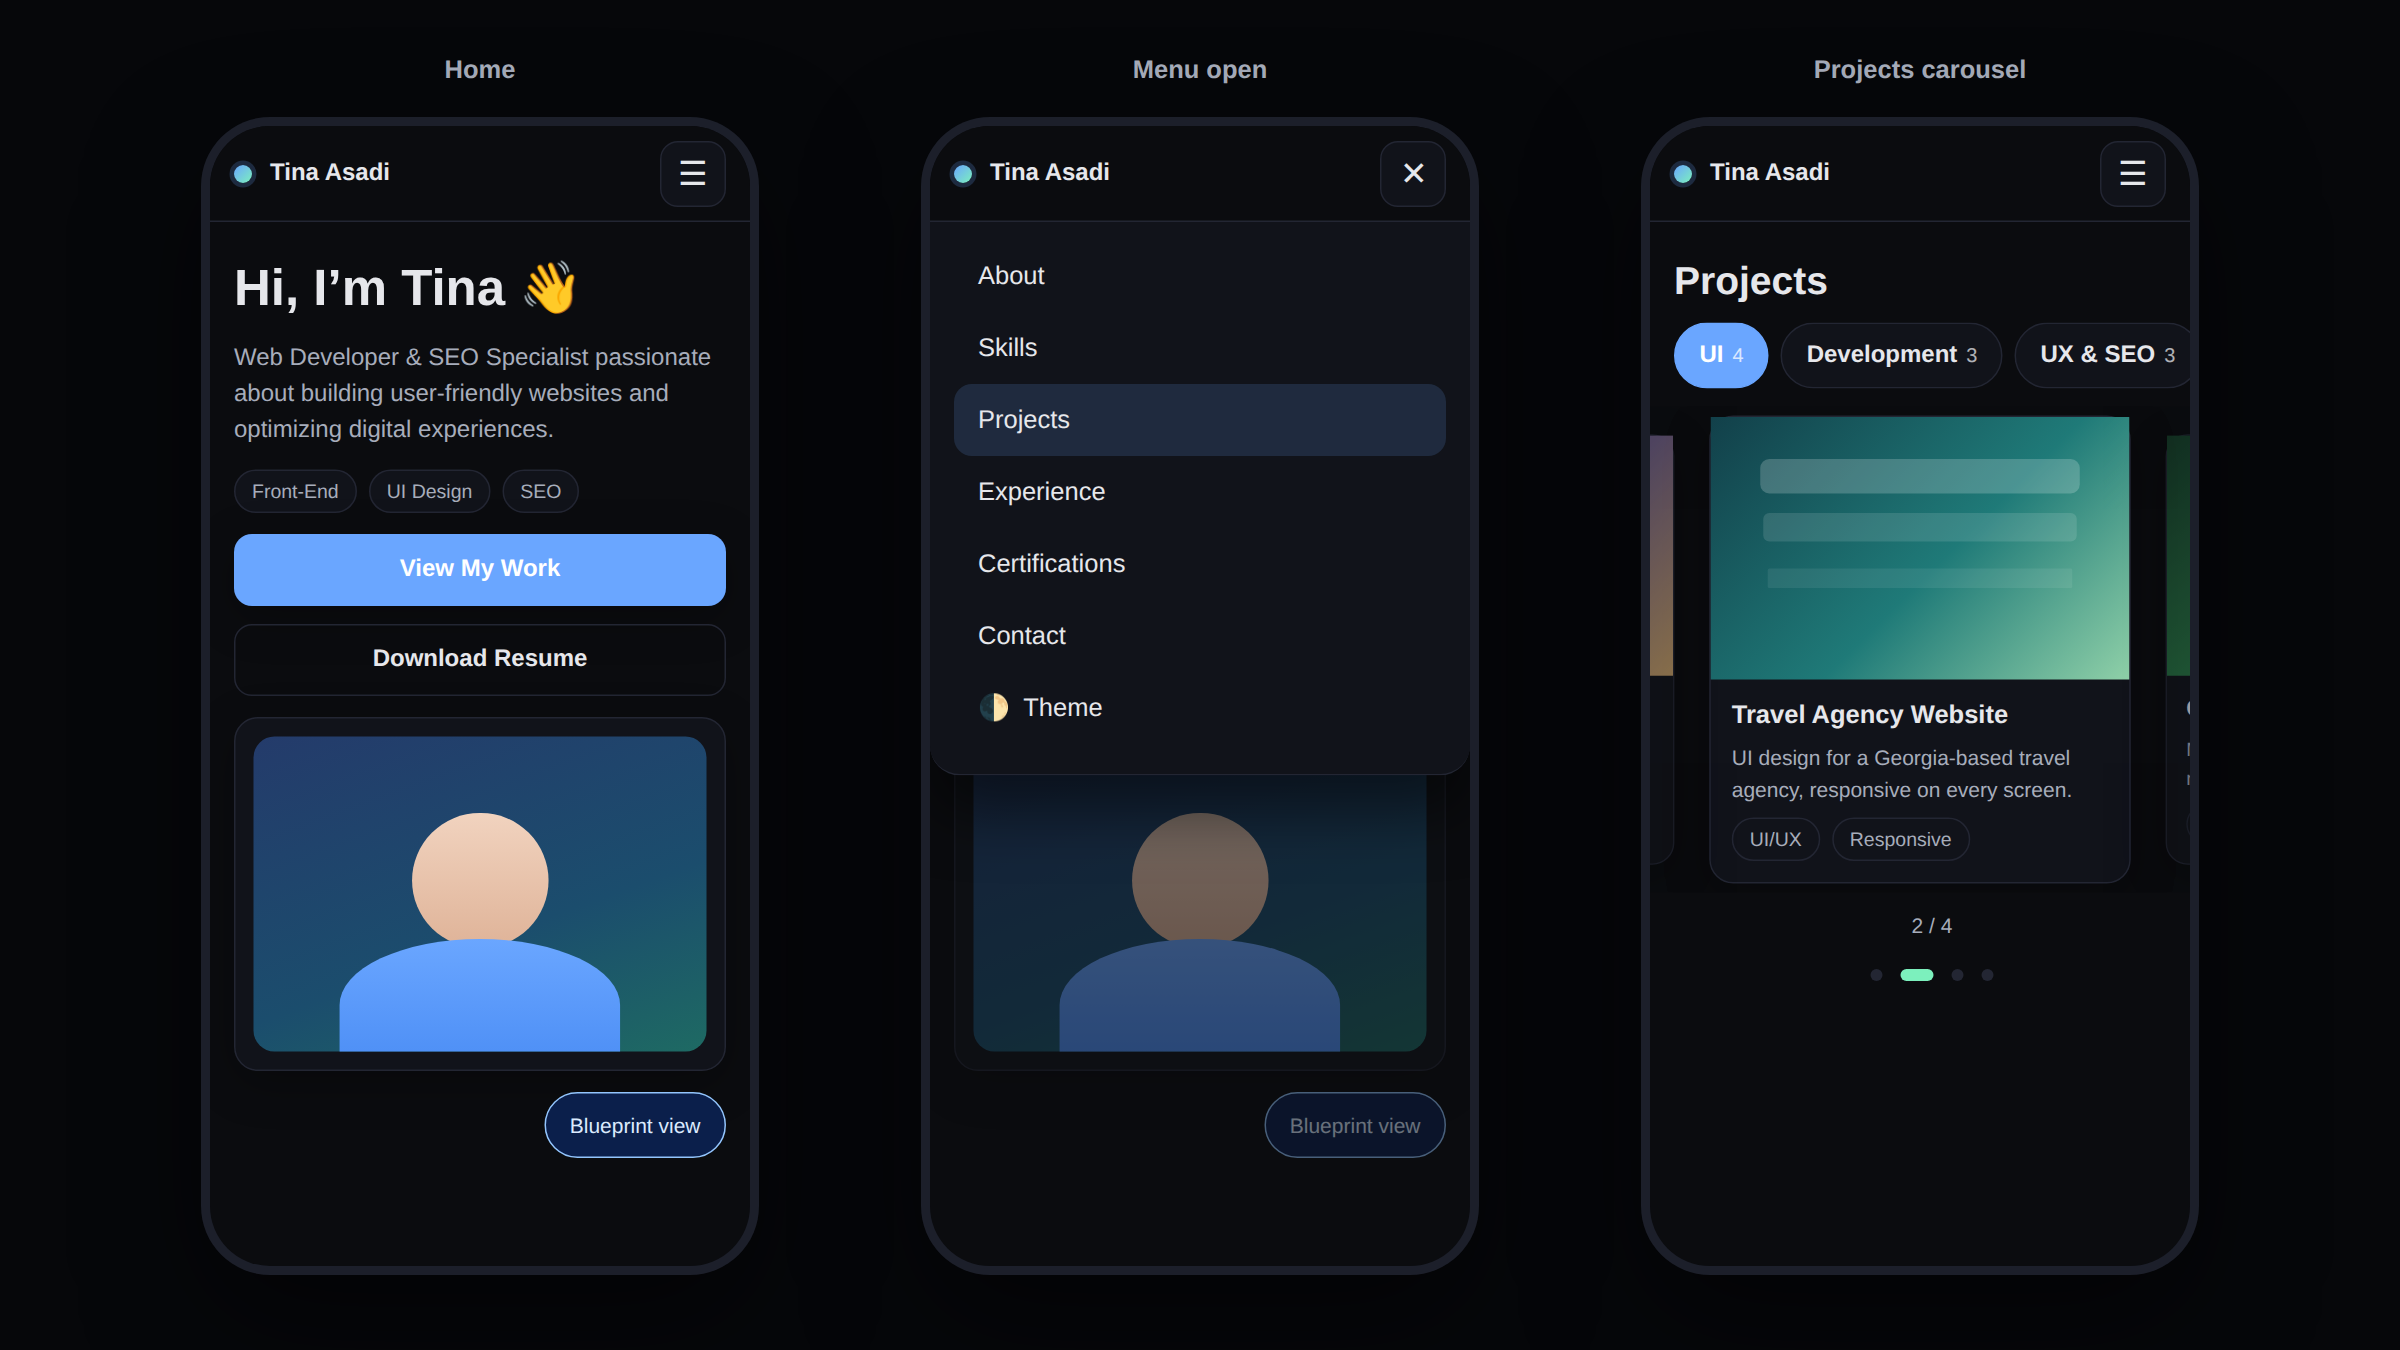 Home
Tina Asadi
☰
Hi, I’m Tina 👋
Web Developer & SEO Specialist passionate
about building user-friendly websites and
optimizing digital experiences.
Front-End UI Design SEO
View My Work
Download Resume
Blueprint view
Menu open
Tina Asadi
✕
About
Skills
Projects
Experience
Certifications
Contact
🌓 Theme
Blueprint view
Projects carousel
Tina Asadi
☰
Projects
UI 4 Development 3 UX & SEO 3
Travel Agency Website
UI design for a Georgia-based travel
agency, responsive on every screen.
UI/UX Responsive
2 / 4